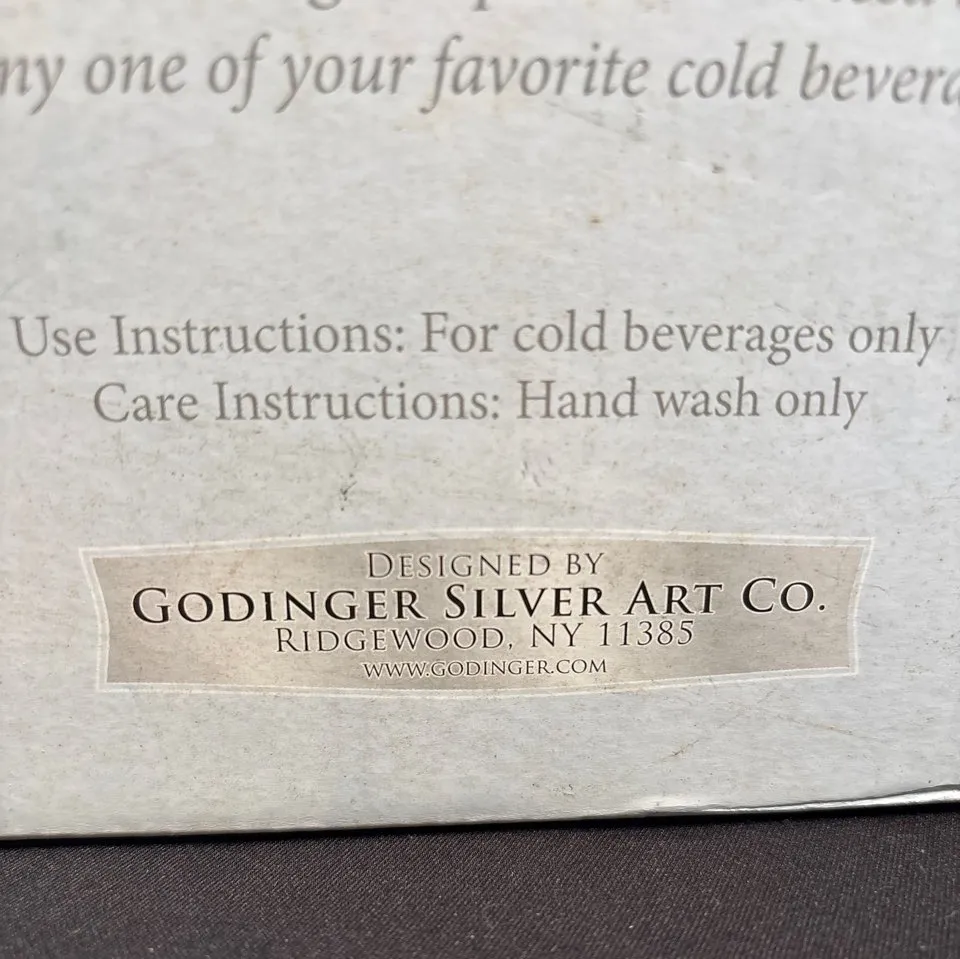 ny one of your favorite cold bevera
Use Instructions: For cold beverages only
Care Instructions: Hand wash only
DESIGNED BY
GODINGER SILVER ART CO.
RIDGEWOOD, NY 11385
WWW.GODINGER.COM